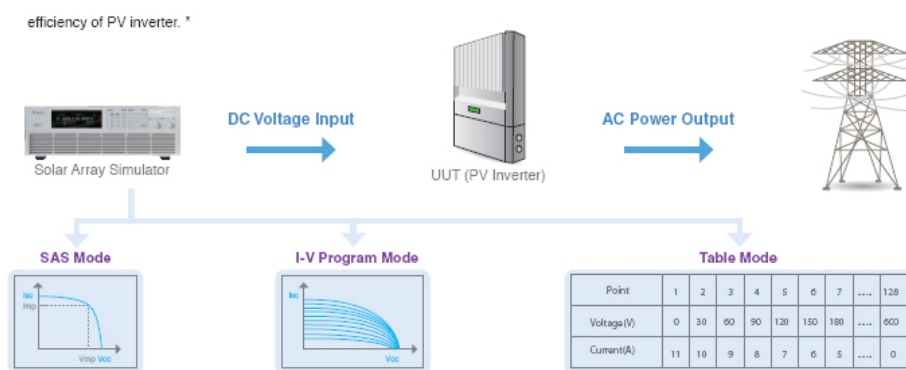 efficiency of PV inverter. *
DC Voltage Input
AC Power Output
Solar Array Simulator
UUT (PV Inverter)
SAS Mode
I-V Program Mode
Table Mode
Isc
Imp
Vmp Voc
Isc
Voc
Point 1 2 3 4 5 6 7 .... 128
Voltage(V) 0 30 60 90 120 150 180 .... 600
Current(A) 11 10 9 8 7 6 5 .... 0